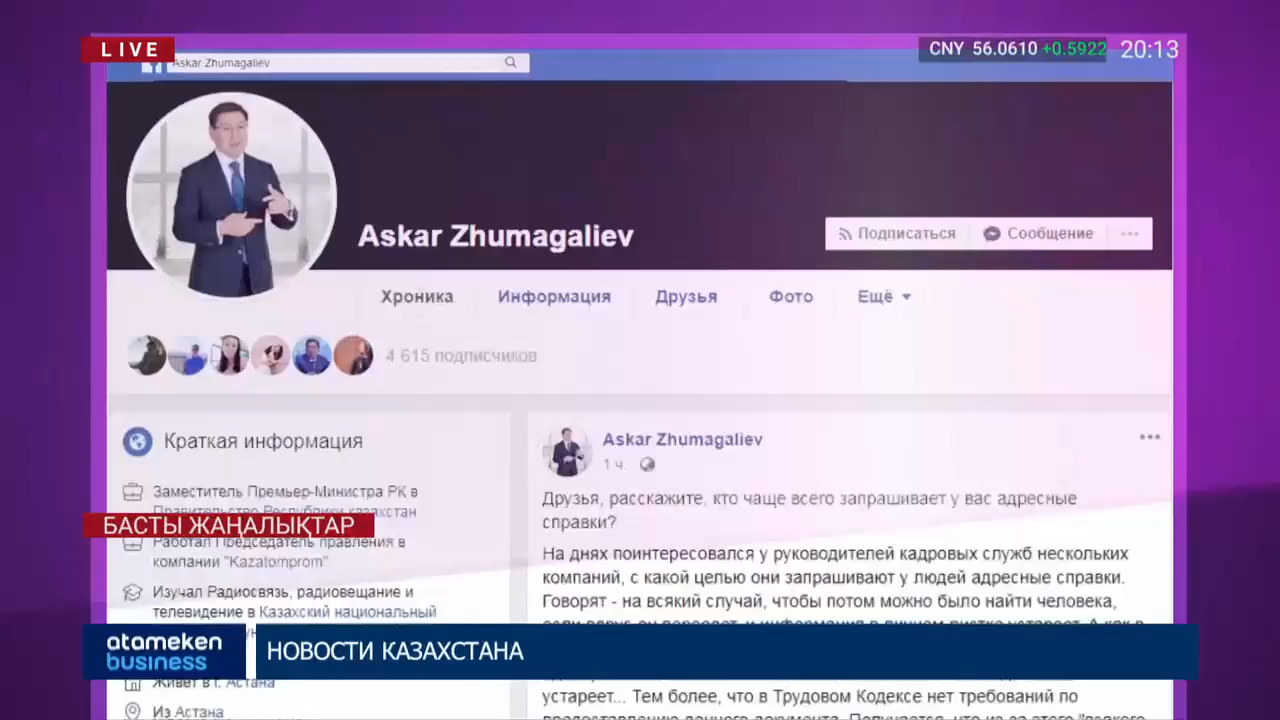 LIVE
Askar Zhumagaliev
CNY 56.0610 +0.5922
20:13
Askar Zhumagaliev
Подписаться
Сообщение
Хроника
Информация
Друзья
Фото
Ещё
4 615 подписчиков
Краткая информация
Заместитель Премьер-Министра РК в
Правительство Республики казахстан
БАСТЫ ЖАҢАЛЫҚТАР
Работал Председатель правления в
компании "Kazatomprom"
Изучал Радиосвязь, радиовещание и
телевидение в Казахский национальный
Живет в г. Астана
Из Астана
Askar Zhumagaliev
1 ч.
Друзья, расскажите, кто чаще всего запрашивает у вас адресные
справки?
На днях поинтересовался у руководителей кадровых служб нескольких
компаний, с какой целью они запрашивают у людей адресные справки.
Говорят - на всякий случай, чтобы потом можно было найти человека,
устареет... Тем более, что в Трудовом Кодексе нет требований по
atameken
business
НОВОСТИ КАЗАХСТАНА